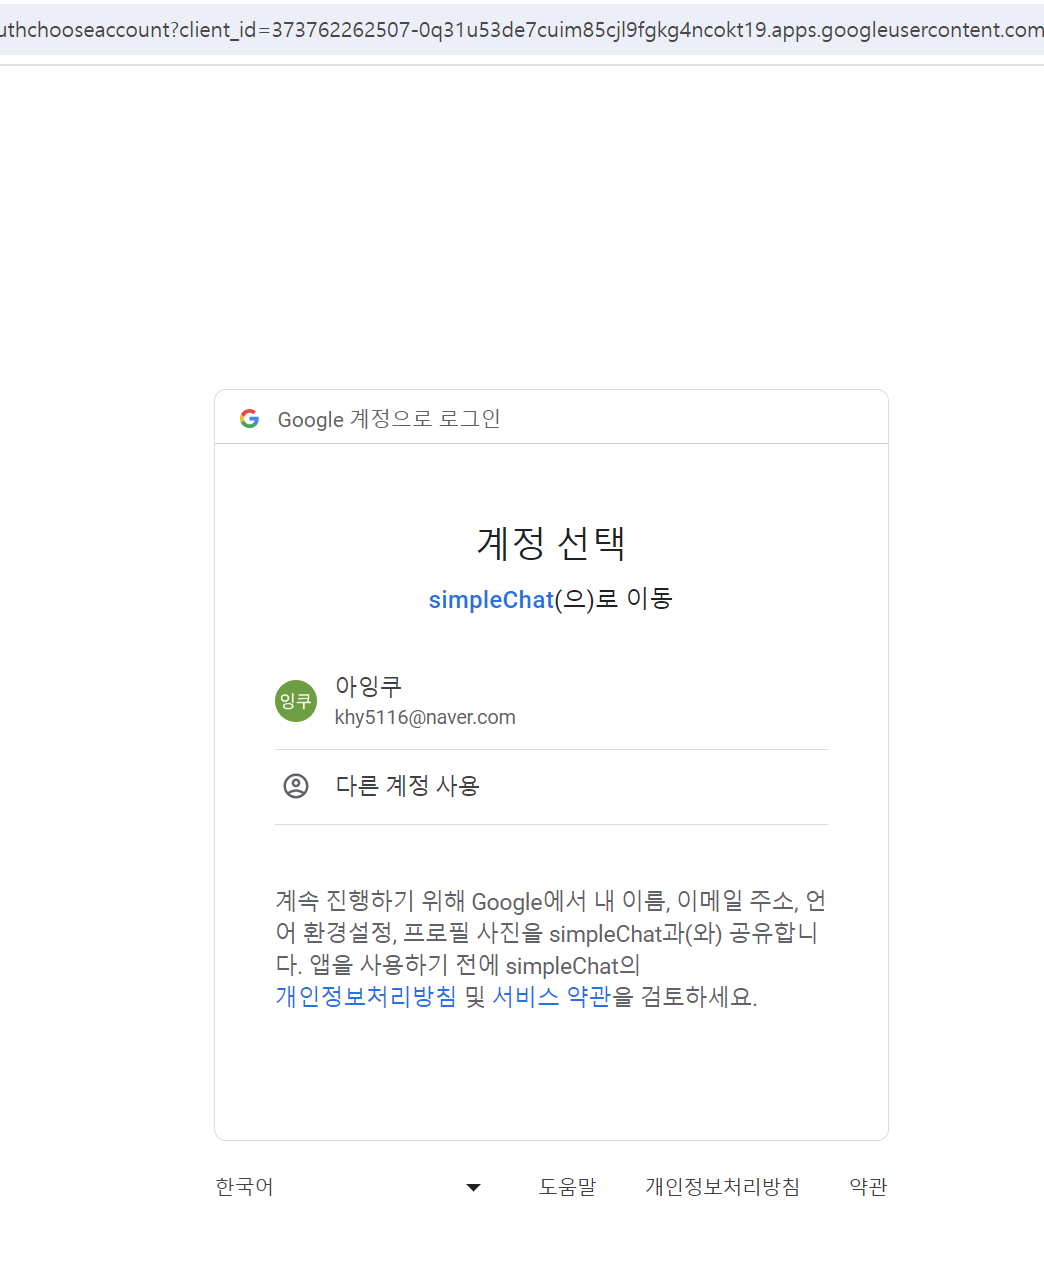 uthchooseaccount?client_id=373762262507-0q31u53de7cuim85cjl9fgkg4ncokt19.apps.googleusercontent.com
Google 계정으로 로그인
계정 선택
simpleChat(으)로 이동
잉쿠
아잉쿠
khy5116@naver.com
다른 계정 사용
계속 진행하기 위해 Google에서 내 이름, 이메일 주소, 언
어 환경설정, 프로필 사진을 simpleChat과(와) 공유합니
다. 앱을 사용하기 전에 simpleChat의
개인정보처리방침 및 서비스 약관을 검토하세요.
한국어 도움말 개인정보처리방침 약관